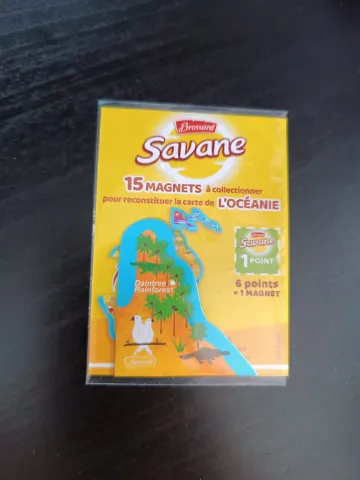 Brossard
Savane
15 MAGNETS à collectionner
pour reconstituer la carte de L'OCÉANIE
Brossard
Savane
1 POINT
Daintree
Rainforest
6 points
= 1 MAGNET